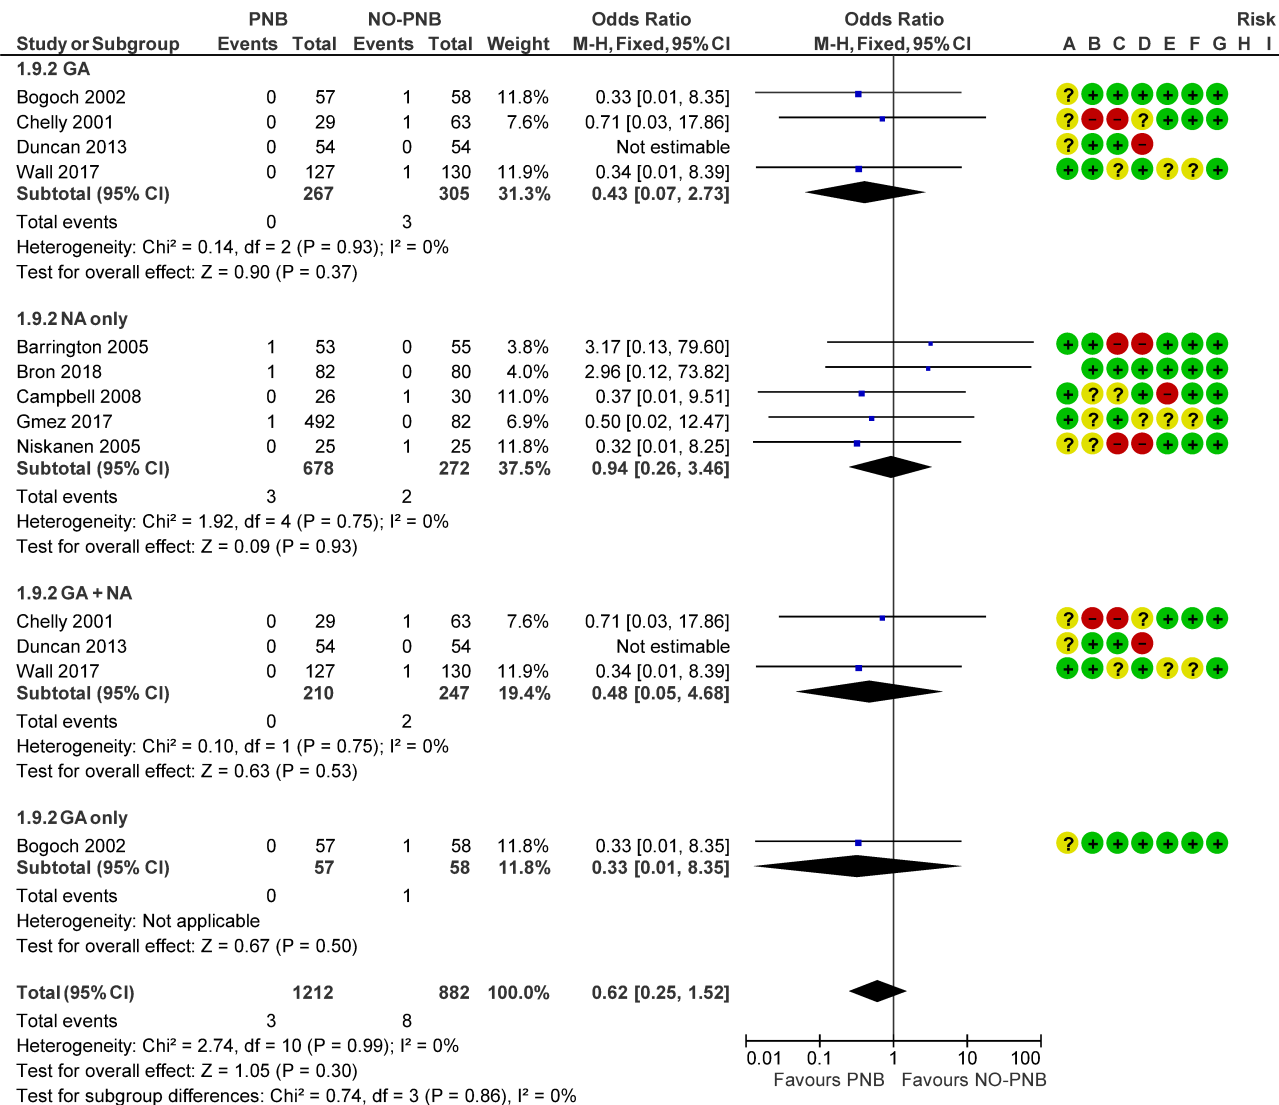 PNB NO-PNB Odds Ratio Odds Ratio Risk
Study or Subgroup Events Total Events Total Weight M-H, Fixed, 95% CI M-H, Fixed, 95% CI A B C D E F G H I
1.9.2 GA
Bogoch 2002 0 57 1 58 11.8% 0.33 [0.01, 8.35] ? + + + + + +
Chelly 2001 0 29 1 63 7.6% 0.71 [0.03, 17.86] ? - - ? + + +
Duncan 2013 0 54 0 54 Not estimable ? + + -
Wall 2017 0 127 1 130 11.9% 0.34 [0.01, 8.39] + + ? + ? ? +
Subtotal (95% CI) 267 305 31.3% 0.43 [0.07, 2.73]
Total events 0 3
Heterogeneity: Chi² = 0.14, df = 2 (P = 0.93); I² = 0%
Test for overall effect: Z = 0.90 (P = 0.37)
1.9.2 NA only
Barrington 2005 1 53 0 55 3.8% 3.17 [0.13, 79.60] + + - - + + +
Bron 2018 1 82 0 80 4.0% 2.96 [0.12, 73.82] + + + + + +
Campbell 2008 0 26 1 30 11.0% 0.37 [0.01, 9.51] + ? ? + - + +
Gmez 2017 1 492 0 82 6.9% 0.50 [0.02, 12.47] + ? + ? ? ? +
Niskanen 2005 0 25 1 25 11.8% 0.32 [0.01, 8.25] ? ? - - + + +
Subtotal (95% CI) 678 272 37.5% 0.94 [0.26, 3.46]
Total events 3 2
Heterogeneity: Chi² = 1.92, df = 4 (P = 0.75); I² = 0%
Test for overall effect: Z = 0.09 (P = 0.93)
1.9.2 GA + NA
Chelly 2001 0 29 1 63 7.6% 0.71 [0.03, 17.86] ? - - ? + + +
Duncan 2013 0 54 0 54 Not estimable ? + + -
Wall 2017 0 127 1 130 11.9% 0.34 [0.01, 8.39] + + ? + ? ? +
Subtotal (95% CI) 210 247 19.4% 0.48 [0.05, 4.68]
Total events 0 2
Heterogeneity: Chi² = 0.10, df = 1 (P = 0.75); I² = 0%
Test for overall effect: Z = 0.63 (P = 0.53)
1.9.2 GA only
Bogoch 2002 0 57 1 58 11.8% 0.33 [0.01, 8.35] ? + + + + + +
Subtotal (95% CI) 57 58 11.8% 0.33 [0.01, 8.35]
Total events 0 1
Heterogeneity: Not applicable
Test for overall effect: Z = 0.67 (P = 0.50)
Total (95% CI) 1212 882 100.0% 0.62 [0.25, 1.52]
Total events 3 8
Heterogeneity: Chi² = 2.74, df = 10 (P = 0.99); I² = 0%
Test for overall effect: Z = 1.05 (P = 0.30)
Test for subgroup differences: Chi² = 0.74, df = 3 (P = 0.86), I² = 0%
0.01 0.1 1 10 100
Favours PNB Favours NO-PNB